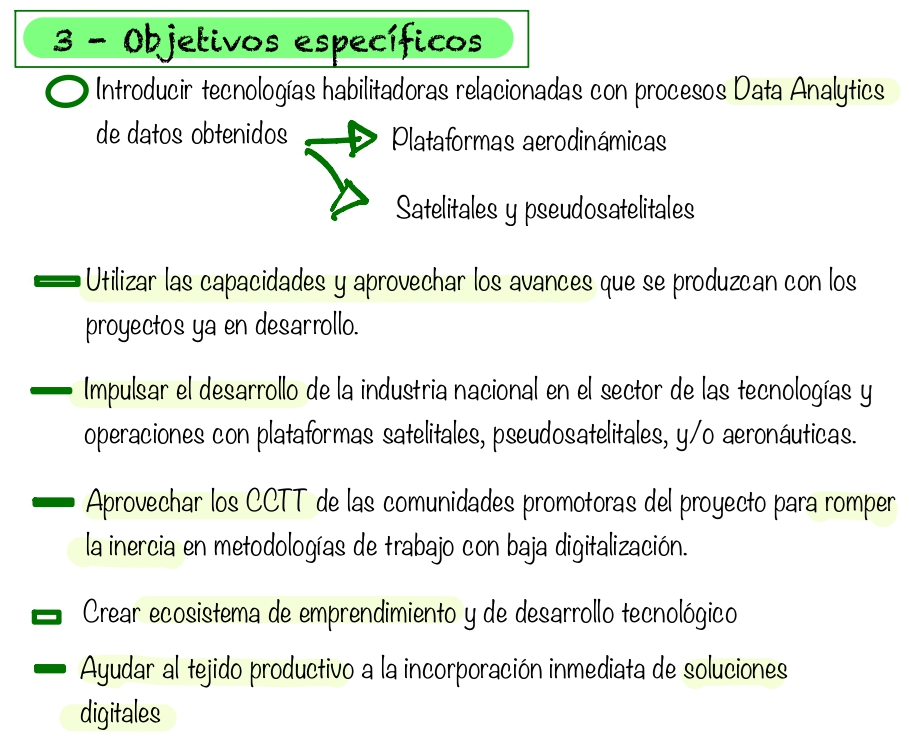 3 - Objetivos específicos
Introducir tecnologías habilitadoras relacionadas con procesos Data Analytics
de datos obtenidos
Plataformas aerodinámicas
Satelitales y pseudosatelitales
Utilizar las capacidades y aprovechar los avances que se produzcan con los
proyectos ya en desarrollo.
Impulsar el desarrollo de la industria nacional en el sector de las tecnologías y
operaciones con plataformas satelitales, pseudosatelitales, y/o aeronáuticas.
Aprovechar los CCTT de las comunidades promotoras del proyecto para romper
la inercia en metodologías de trabajo con baja digitalización.
Crear ecosistema de emprendimiento y de desarrollo tecnológico
Ayudar al tejido productivo a la incorporación inmediata de soluciones
digitales